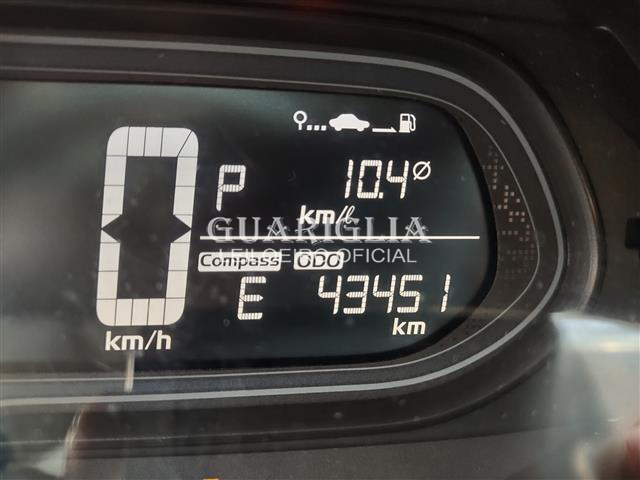 P 10.4 ø
km/ℓ
GUARIGLIA
LEILOEIRO OFICIAL
Compass ODO
0
E 43451
km/h
km